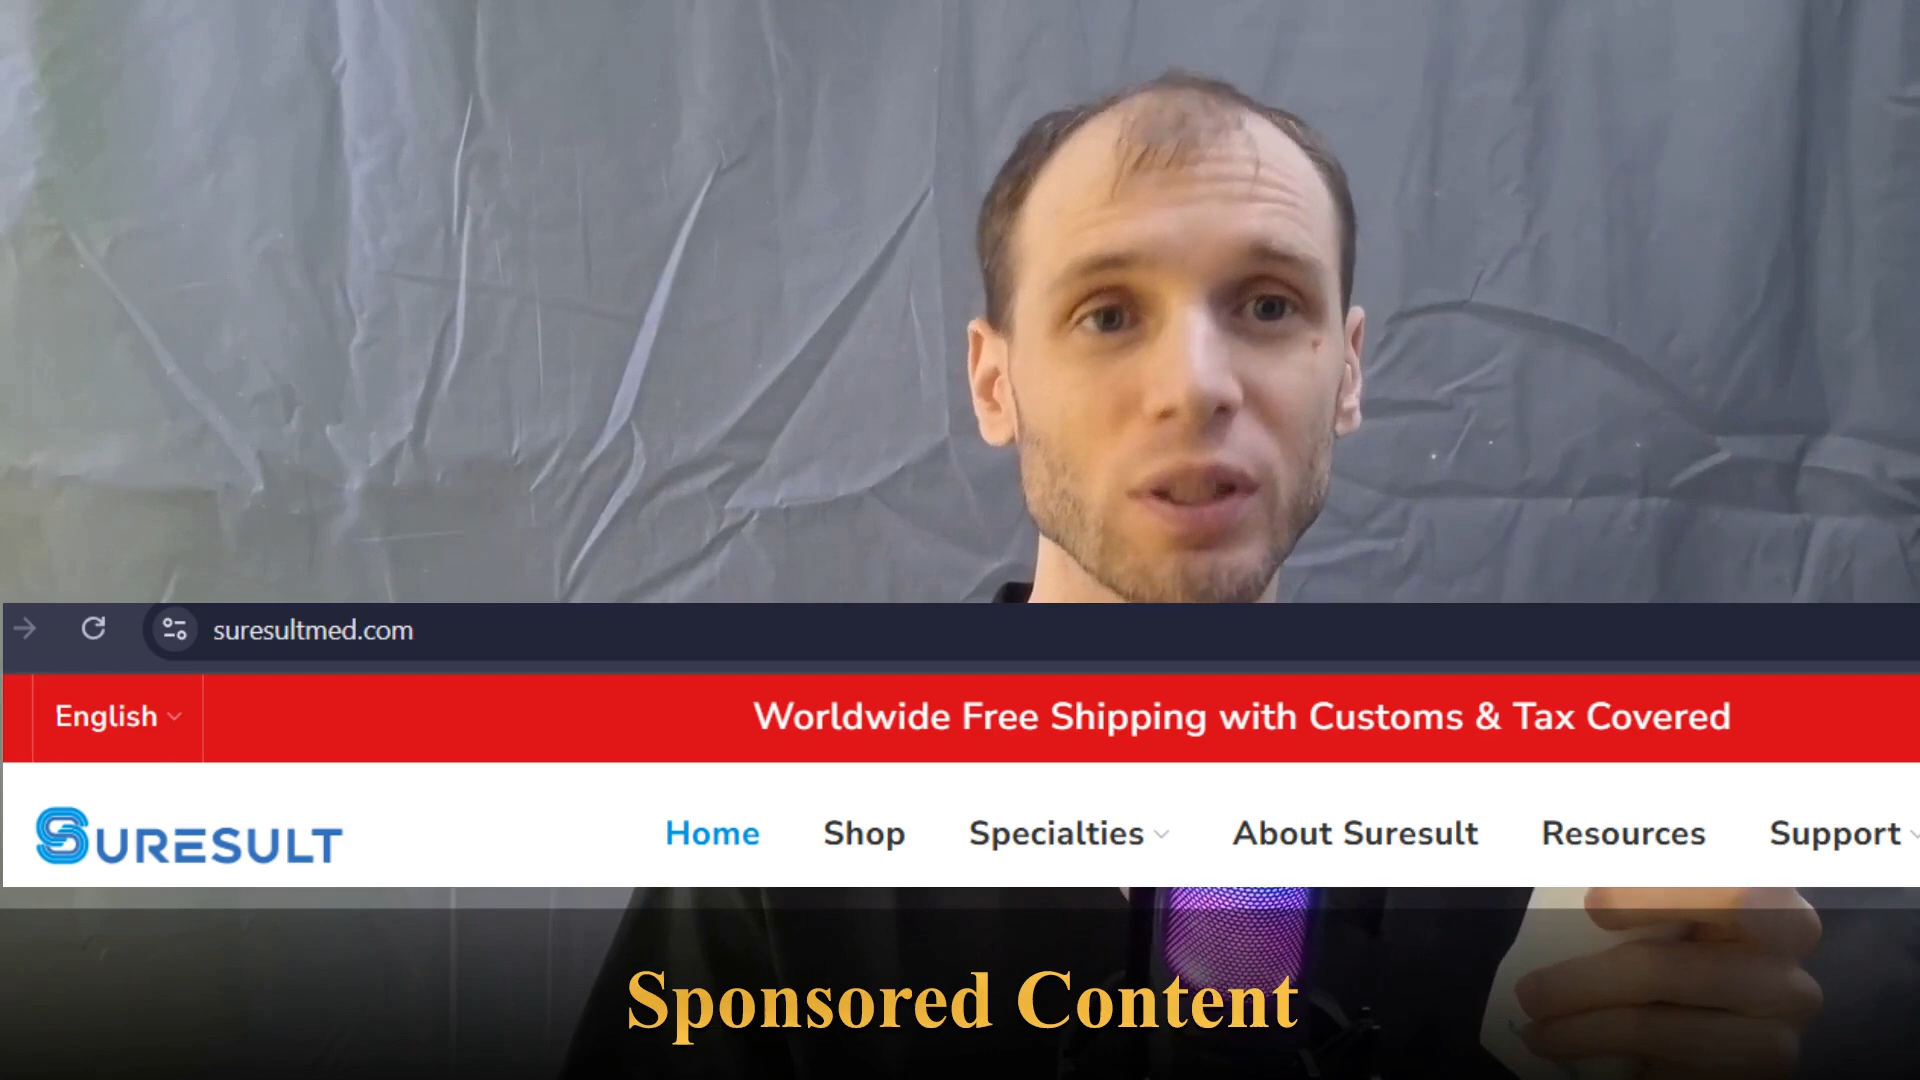 suresultmed.com
English
Worldwide Free Shipping with Customs & Tax Covered
SURESULT
Home Shop Specialties About Suresult Resources Support
Sponsored Content